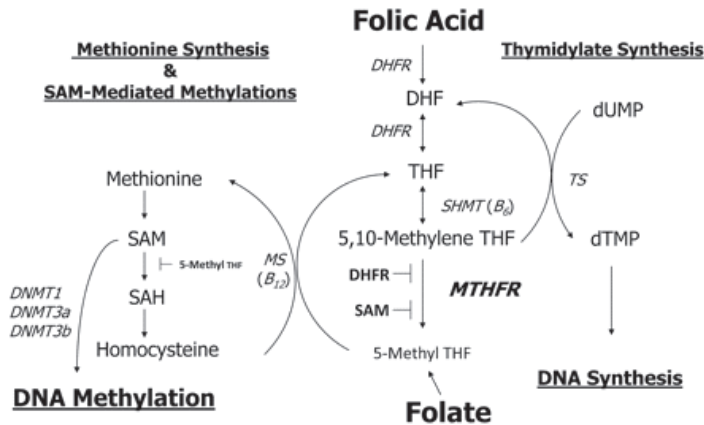 Folic Acid
Methionine Synthesis
&
SAM-Mediated Methylations
Thymidylate Synthesis
DHFR
DHF
dUMP
DHFR
THF
TS
Methionine
SHMT (B6)
SAM
5,10-Methylene THF
dTMP
5-Methyl THF
MS
(B12)
DHFR
MTHFR
DNMT1
DNMT3a
DNMT3b
SAH
SAM
Homocysteine
5-Methyl THF
DNA Methylation
DNA Synthesis
Folate